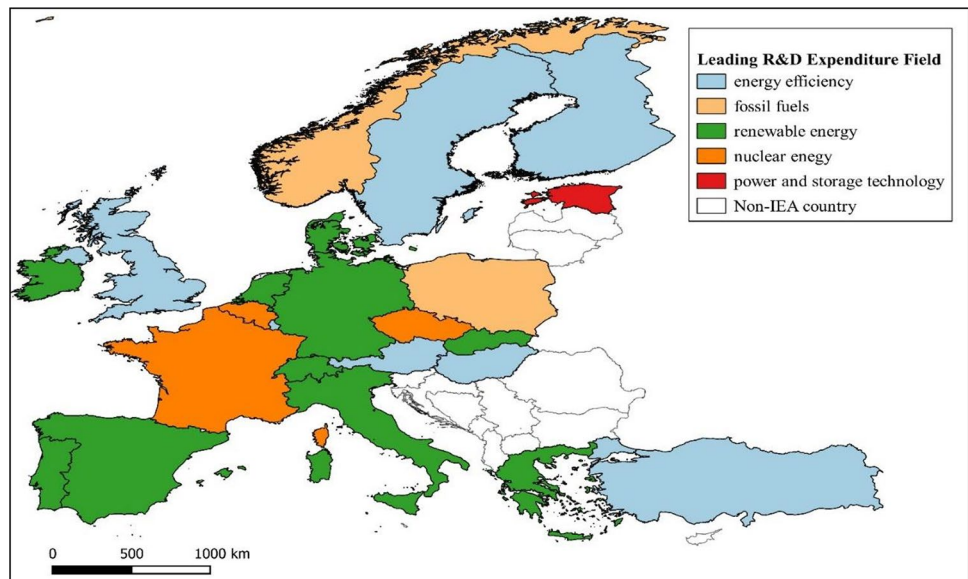 Leading R&D Expenditure Field
energy efficiency
fossil fuels
renewable energy
nuclear enegy
power and storage technology
Non-IEA country
0 500 1000 km